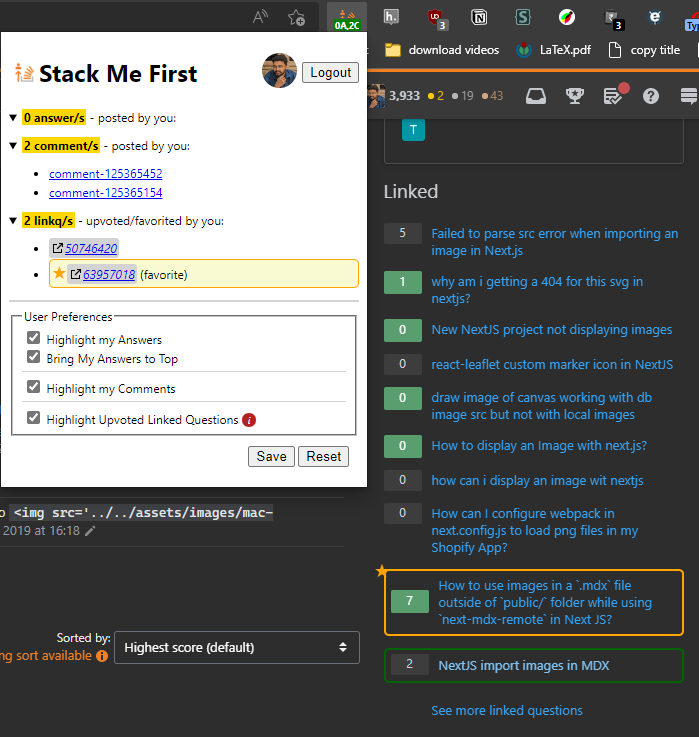 0A,2C
3
3
download videos
LaTeX.pdf
copy title
Stack Me First
Logout
3,933 2 19 43
0 answer/s - posted by you:
2 comment/s - posted by you:
comment-125365452
comment-125365154
2 linkq/s - upvoted/favorited by you:
50746420
63957018 (favorite)
User Preferences
Highlight my Answers
Bring My Answers to Top
Highlight my Comments
Highlight Upvoted Linked Questions
Save Reset
T
Linked
5 Failed to parse src error when importing an
image in Next.js
1 why am i getting a 404 for this svg in
nextjs?
0 New NextJS project not displaying images
0 react-leaflet custom marker icon in NextJS
0 draw image of canvas working with db
image src but not with local images
0 How to display an Image with next.js?
0 how can i display an image wit nextjs
0 How can I configure webpack in
next.config.js to load png files in my
Shopify App?
7 How to use images in a `.mdx` file
outside of `public/` folder while using
`next-mdx-remote` in Next JS?
2 NextJS import images in MDX
See more linked questions
o <img src='../../assets/images/mac-
2019 at 16:18
Sorted by:
ng sort available
Highest score (default)